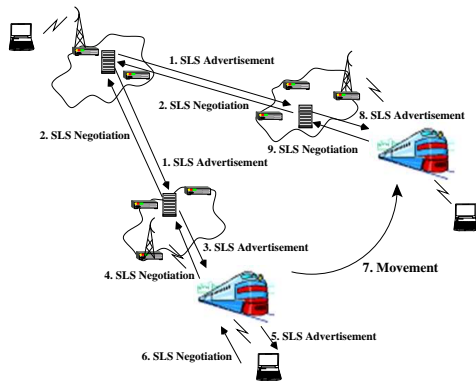 1. SLS Advertisement
2. SLS Negotiation
8. SLS Advertisement
2. SLS Negotiation
9. SLS Negotiation
1. SLS Advertisement
3. SLS Advertisement
4. SLS Negotiation
7. Movement
5. SLS Advertisement
6. SLS Negotiation